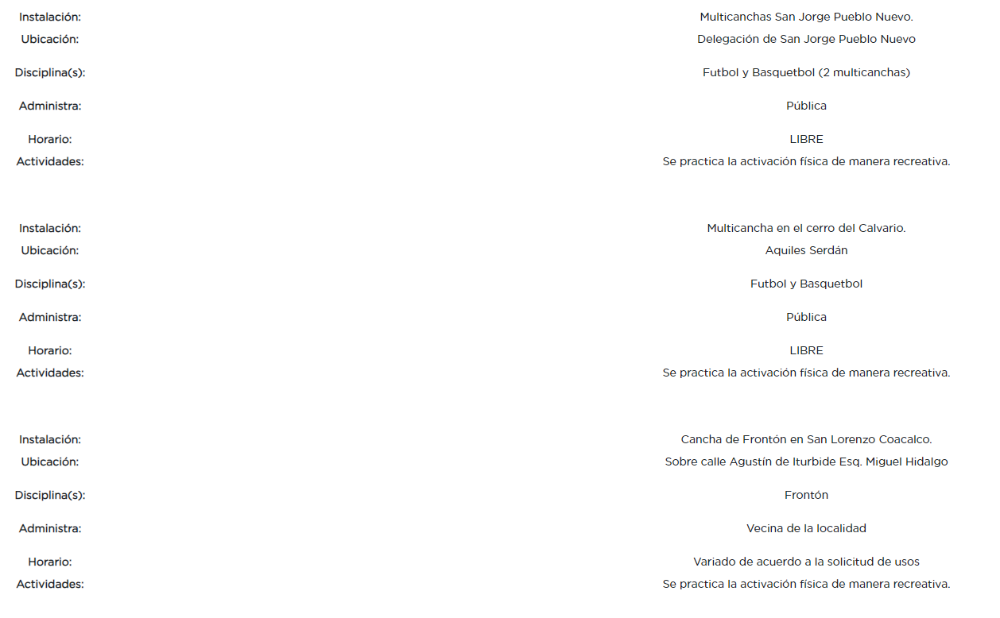 Instalación: Multicanchas San Jorge Pueblo Nuevo.
Ubicación: Delegación de San Jorge Pueblo Nuevo
Disciplina(s): Futbol y Basquetbol (2 multicanchas)
Administra: Pública
Horario: LIBRE
Actividades: Se practica la activación física de manera recreativa.
Instalación: Multicancha en el cerro del Calvario.
Ubicación: Aquiles Serdán
Disciplina(s): Futbol y Basquetbol
Administra: Pública
Horario: LIBRE
Actividades: Se practica la activación física de manera recreativa.
Instalación: Cancha de Frontón en San Lorenzo Coacalco.
Ubicación: Sobre calle Agustín de Iturbide Esq. Miguel Hidalgo
Disciplina(s): Frontón
Administra: Vecina de la localidad
Horario: Variado de acuerdo a la solicitud de usos
Actividades: Se practica la activación física de manera recreativa.